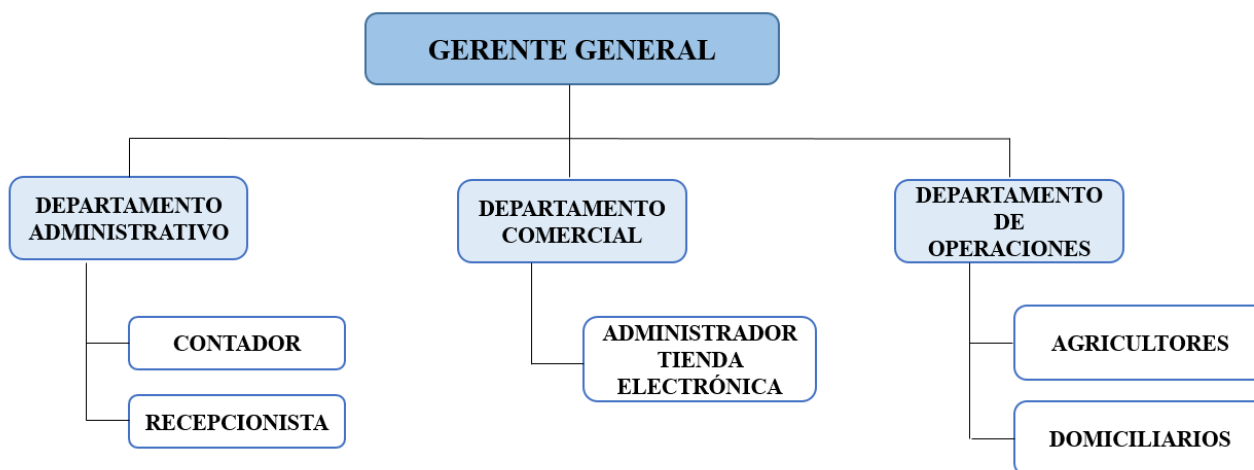 GERENTE GENERAL
DEPARTAMENTO
ADMINISTRATIVO
DEPARTAMENTO
COMERCIAL
DEPARTAMENTO
DE
OPERACIONES
CONTADOR
RECEPCIONISTA
ADMINISTRADOR
TIENDA
ELECTRÓNICA
AGRICULTORES
DOMICILIARIOS